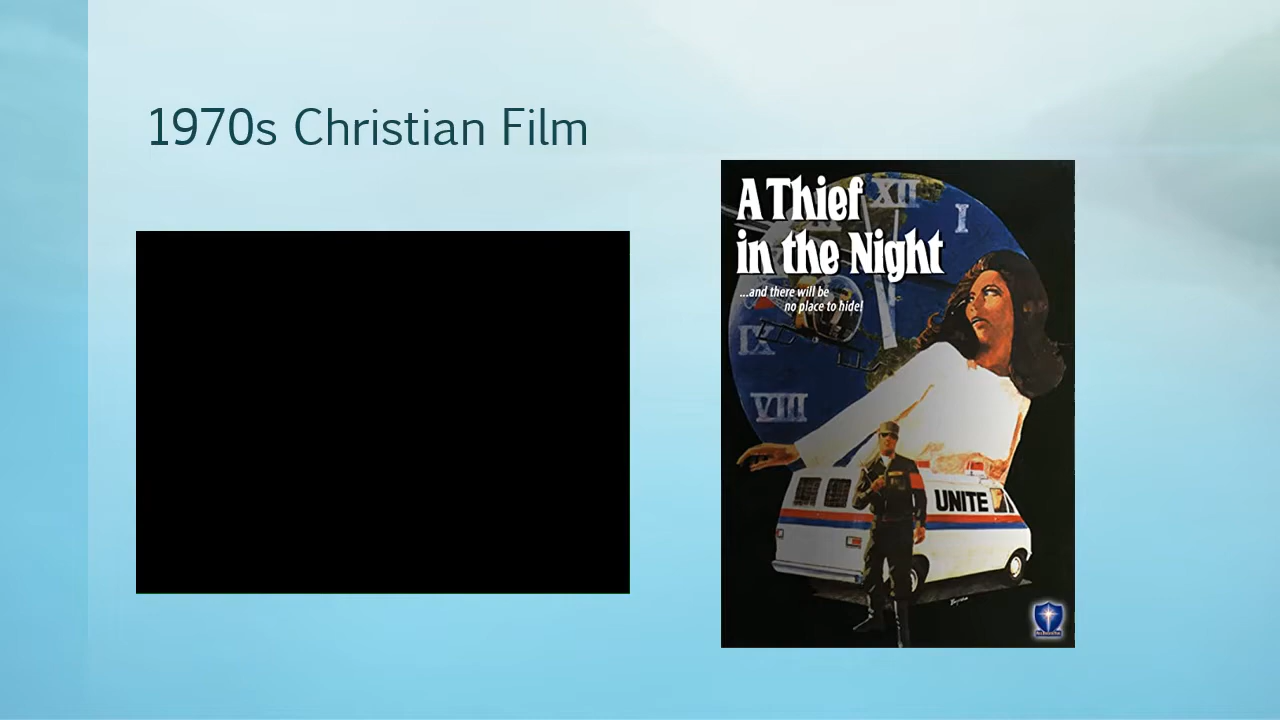 1970s Christian Film
A Thief
in the Night
...and there will be
no place to hide!
XII
I
IX
VIII
UNITE